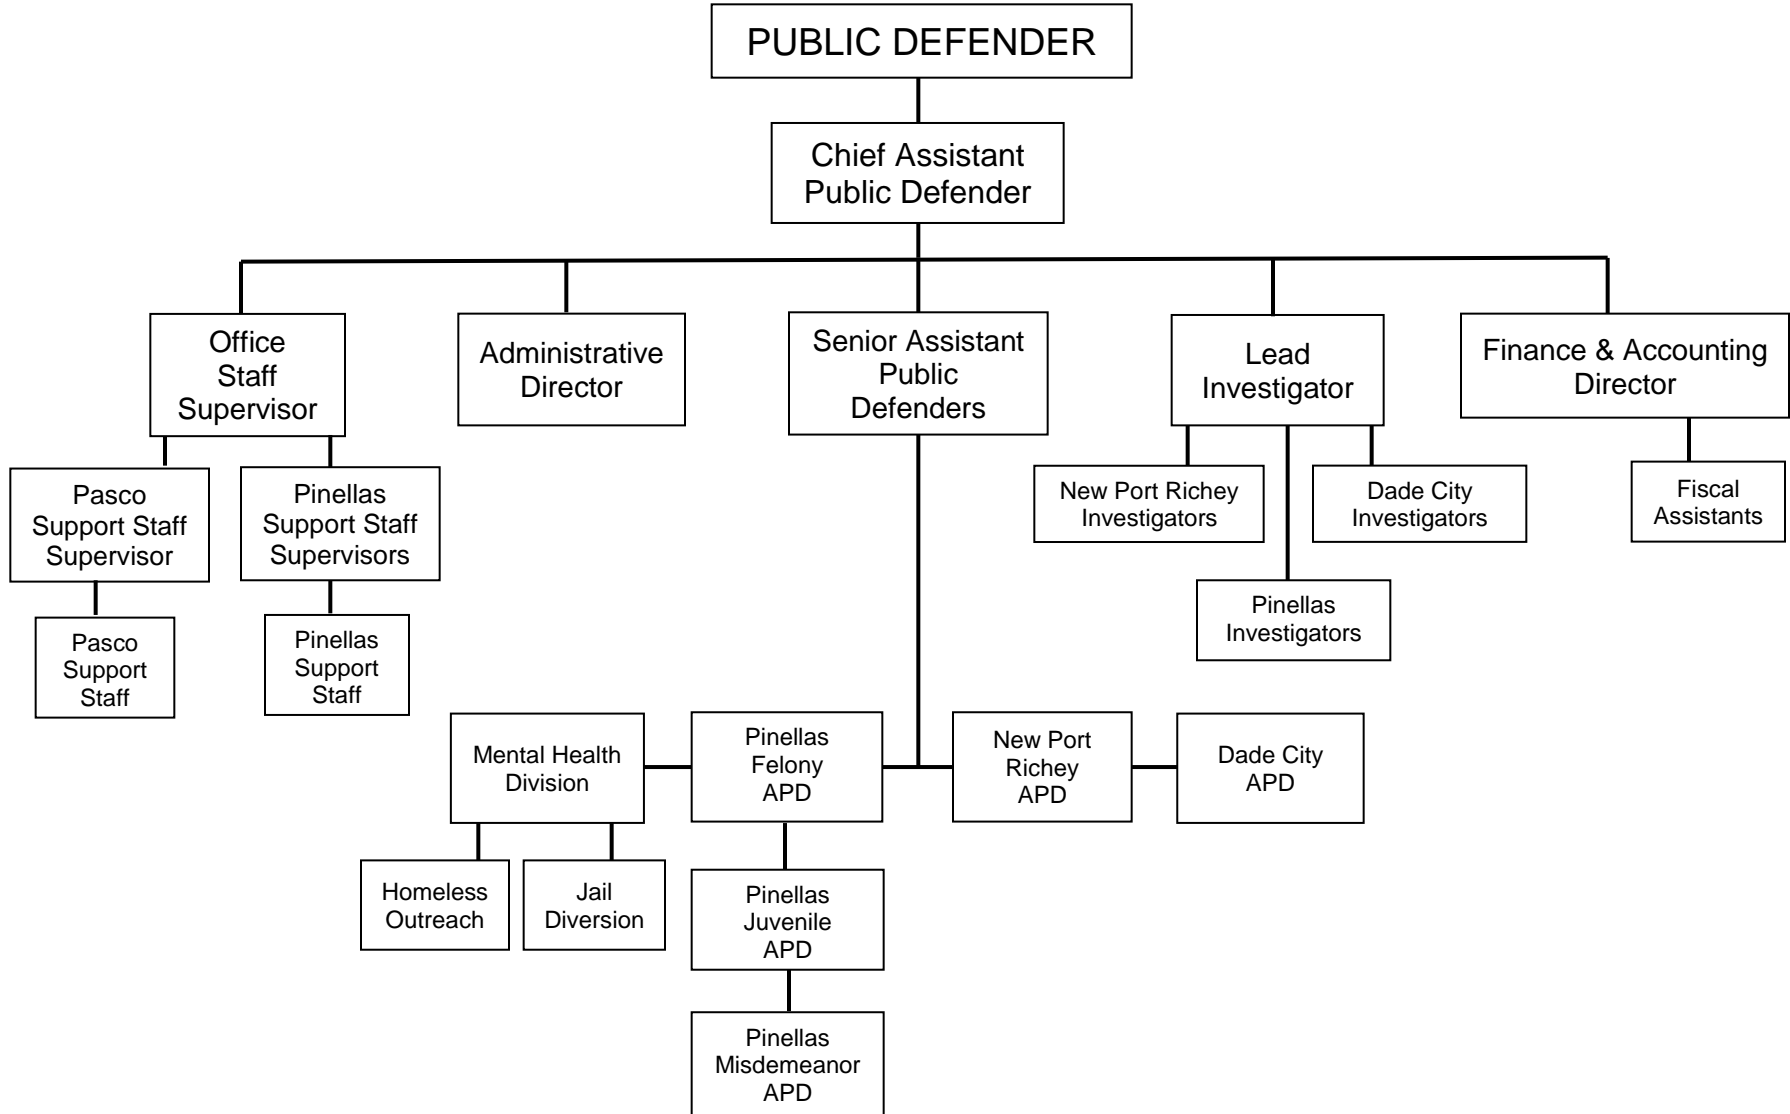 PUBLIC DEFENDER
Chief Assistant
Public Defender
Office
Staff
Supervisor
Administrative
Director
Senior Assistant
Public
Defenders
Lead
Investigator
Finance & Accounting
Director
Pasco
Support Staff
Supervisor
Pinellas
Support Staff
Supervisors
New Port Richey
Investigators
Dade City
Investigators
Fiscal
Assistants
Pasco
Support
Staff
Pinellas
Support
Staff
Pinellas
Investigators
Mental Health
Division
Pinellas
Felony
APD
New Port
Richey
APD
Dade City
APD
Homeless
Outreach
Jail
Diversion
Pinellas
Juvenile
APD
Pinellas
Misdemeanor
APD